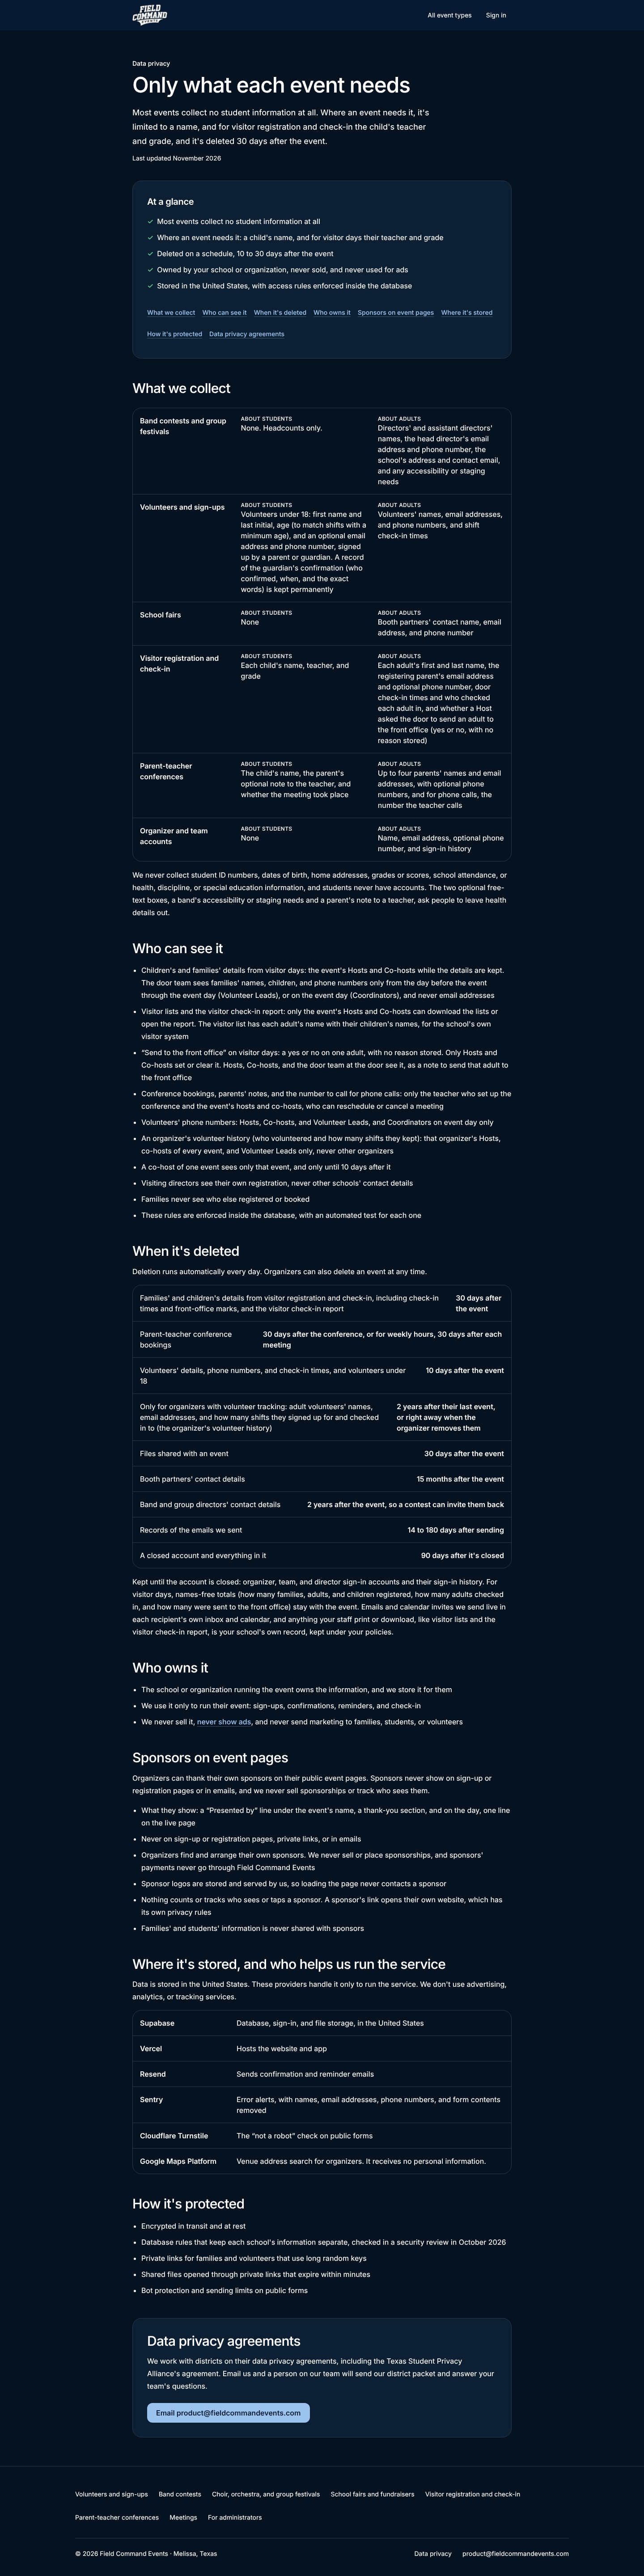 FIELD
COMMAND
EVENTS
All event types
Sign in
Data privacy
Only what each event needs
Most events collect no student information at all. Where an event needs it, it's
limited to a name, and for visitor registration and check-in the child's teacher
and grade, and it's deleted 30 days after the event.
Last updated November 2026
At a glance
✓ Most events collect no student information at all
✓ Where an event needs it: a child's name, and for visitor days their teacher and grade
✓ Deleted on a schedule, 10 to 30 days after the event
✓ Owned by your school or organization, never sold, and never used for ads
✓ Stored in the United States, with access rules enforced inside the database
What we collect Who can see it When it's deleted Who owns it Sponsors on event pages Where it's stored
How it's protected Data privacy agreements
What we collect
Band contests and group
festivals
ABOUT STUDENTS
None. Headcounts only.
ABOUT ADULTS
Directors' and assistant directors'
names, the head director's email
address and phone number, the
school's address and contact email,
and any accessibility or staging
needs
Volunteers and sign-ups
ABOUT STUDENTS
Volunteers under 18: first name and
last initial, age (to match shifts with a
minimum age), and an optional email
address and phone number, signed
up by a parent or guardian. A record
of the guardian's confirmation (who
confirmed, when, and the exact
words) is kept permanently
ABOUT ADULTS
Volunteers' names, email addresses,
and phone numbers, and shift
check-in times
School fairs
ABOUT STUDENTS
None
ABOUT ADULTS
Booth partners' contact name, email
address, and phone number
Visitor registration and
check-in
ABOUT STUDENTS
Each child's name, teacher, and
grade
ABOUT ADULTS
Each adult's first and last name, the
registering parent's email address
and optional phone number, door
check-in times and who checked
each adult in, and whether a Host
asked the door to send an adult to
the front office (yes or no, with no
reason stored)
Parent-teacher
conferences
ABOUT STUDENTS
The child's name, the parent's
optional note to the teacher, and
whether the meeting took place
ABOUT ADULTS
Up to four parents' names and email
addresses, with optional phone
numbers, and for phone calls, the
number the teacher calls
Organizer and team
accounts
ABOUT STUDENTS
None
ABOUT ADULTS
Name, email address, optional phone
number, and sign-in history
We never collect student ID numbers, dates of birth, home addresses, grades or scores, school attendance, or
health, discipline, or special education information, and students never have accounts. The two optional free-
text boxes, a band's accessibility or staging needs and a parent's note to a teacher, ask people to leave health
details out.
Who can see it
• Children's and families' details from visitor days: the event's Hosts and Co-hosts while the details are kept.
The door team sees families' names, children, and phone numbers only from the day before the event
through the event day (Volunteer Leads), or on the event day (Coordinators), and never email addresses
• Visitor lists and the visitor check-in report: only the event's Hosts and Co-hosts can download the lists or
open the report. The visitor list has each adult's name with their children's names, for the school's own
visitor system
• “Send to the front office” on visitor days: a yes or no on one adult, with no reason stored. Only Hosts and
Co-hosts set or clear it. Hosts, Co-hosts, and the door team at the door see it, as a note to send that adult to
the front office
• Conference bookings, parents' notes, and the number to call for phone calls: only the teacher who set up the
conference and the event's hosts and co-hosts, who can reschedule or cancel a meeting
• Volunteers' phone numbers: Hosts, Co-hosts, and Volunteer Leads, and Coordinators on event day only
• An organizer's volunteer history (who volunteered and how many shifts they kept): that organizer's Hosts,
co-hosts of every event, and Volunteer Leads only, never other organizers
• A co-host of one event sees only that event, and only until 10 days after it
• Visiting directors see their own registration, never other schools' contact details
• Families never see who else registered or booked
• These rules are enforced inside the database, with an automated test for each one
When it's deleted
Deletion runs automatically every day. Organizers can also delete an event at any time.
Families' and children's details from visitor registration and check-in, including check-in
times and front-office marks, and the visitor check-in report
30 days after
the event
Parent-teacher conference
bookings
30 days after the conference, or for weekly hours, 30 days after each
meeting
Volunteers' details, phone numbers, and check-in times, and volunteers under
18
10 days after the event
Only for organizers with volunteer tracking: adult volunteers' names,
email addresses, and how many shifts they signed up for and checked
in to (the organizer's volunteer history)
2 years after their last event,
or right away when the
organizer removes them
Files shared with an event
30 days after the event
Booth partners' contact details
15 months after the event
Band and group directors' contact details
2 years after the event, so a contest can invite them back
Records of the emails we sent
14 to 180 days after sending
A closed account and everything in it
90 days after it's closed
Kept until the account is closed: organizer, team, and director sign-in accounts and their sign-in history. For
visitor days, names-free totals (how many families, adults, and children registered, how many adults checked
in, and how many were sent to the front office) stay with the event. Emails and calendar invites we send live in
each recipient's own inbox and calendar, and anything your staff print or download, like visitor lists and the
visitor check-in report, is your school's own record, kept under your policies.
Who owns it
• The school or organization running the event owns the information, and we store it for them
• We use it only to run their event: sign-ups, confirmations, reminders, and check-in
• We never sell it, never show ads, and never send marketing to families, students, or volunteers
Sponsors on event pages
Organizers can thank their own sponsors on their public event pages. Sponsors never show on sign-up or
registration pages or in emails, and we never sell sponsorships or track who sees them.
• What they show: a “Presented by” line under the event's name, a thank-you section, and on the day, one line
on the live page
• Never on sign-up or registration pages, private links, or in emails
• Organizers find and arrange their own sponsors. We never sell or place sponsorships, and sponsors'
payments never go through Field Command Events
• Sponsor logos are stored and served by us, so loading the page never contacts a sponsor
• Nothing counts or tracks who sees or taps a sponsor. A sponsor's link opens their own website, which has
its own privacy rules
• Families' and students' information is never shared with sponsors
Where it's stored, and who helps us run the service
Data is stored in the United States. These providers handle it only to run the service. We don't use advertising,
analytics, or tracking services.
Supabase
Database, sign-in, and file storage, in the United States
Vercel
Hosts the website and app
Resend
Sends confirmation and reminder emails
Sentry
Error alerts, with names, email addresses, phone numbers, and form contents
removed
Cloudflare Turnstile
The “not a robot” check on public forms
Google Maps Platform
Venue address search for organizers. It receives no personal information.
How it's protected
• Encrypted in transit and at rest
• Database rules that keep each school's information separate, checked in a security review in October 2026
• Private links for families and volunteers that use long random keys
• Shared files opened through private links that expire within minutes
• Bot protection and sending limits on public forms
Data privacy agreements
We work with districts on their data privacy agreements, including the Texas Student Privacy
Alliance's agreement. Email us and a person on our team will send our district packet and answer your
team's questions.
Email product@fieldcommandevents.com
Volunteers and sign-ups Band contests Choir, orchestra, and group festivals School fairs and fundraisers Visitor registration and check-in
Parent-teacher conferences Meetings For administrators
© 2026 Field Command Events · Melissa, Texas
Data privacy product@fieldcommandevents.com